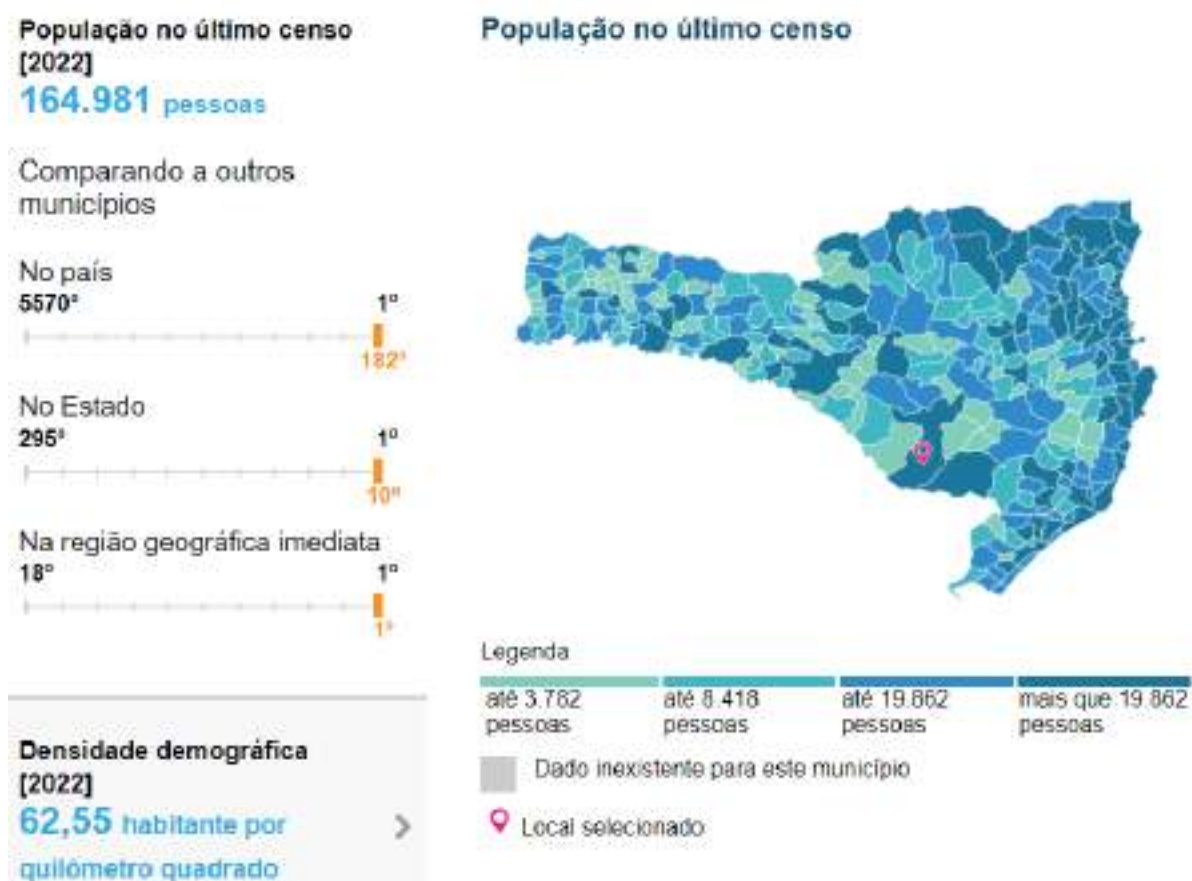 População no último censo
[2022]
164.981 pessoas
Comparando a outros
municípios
No país
5570º 1º
182º
No Estado
295º 1º
10º
Na região geográfica imediata
18º 1º
1º
Densidade demográfica
[2022]
62,55 habitante por
quilômetro quadrado
População no último censo
Legenda
até 3.782
pessoas
até 8.418
pessoas
até 19.862
pessoas
mais que 19.862
pessoas
Dado inexistente para este município
Local selecionado